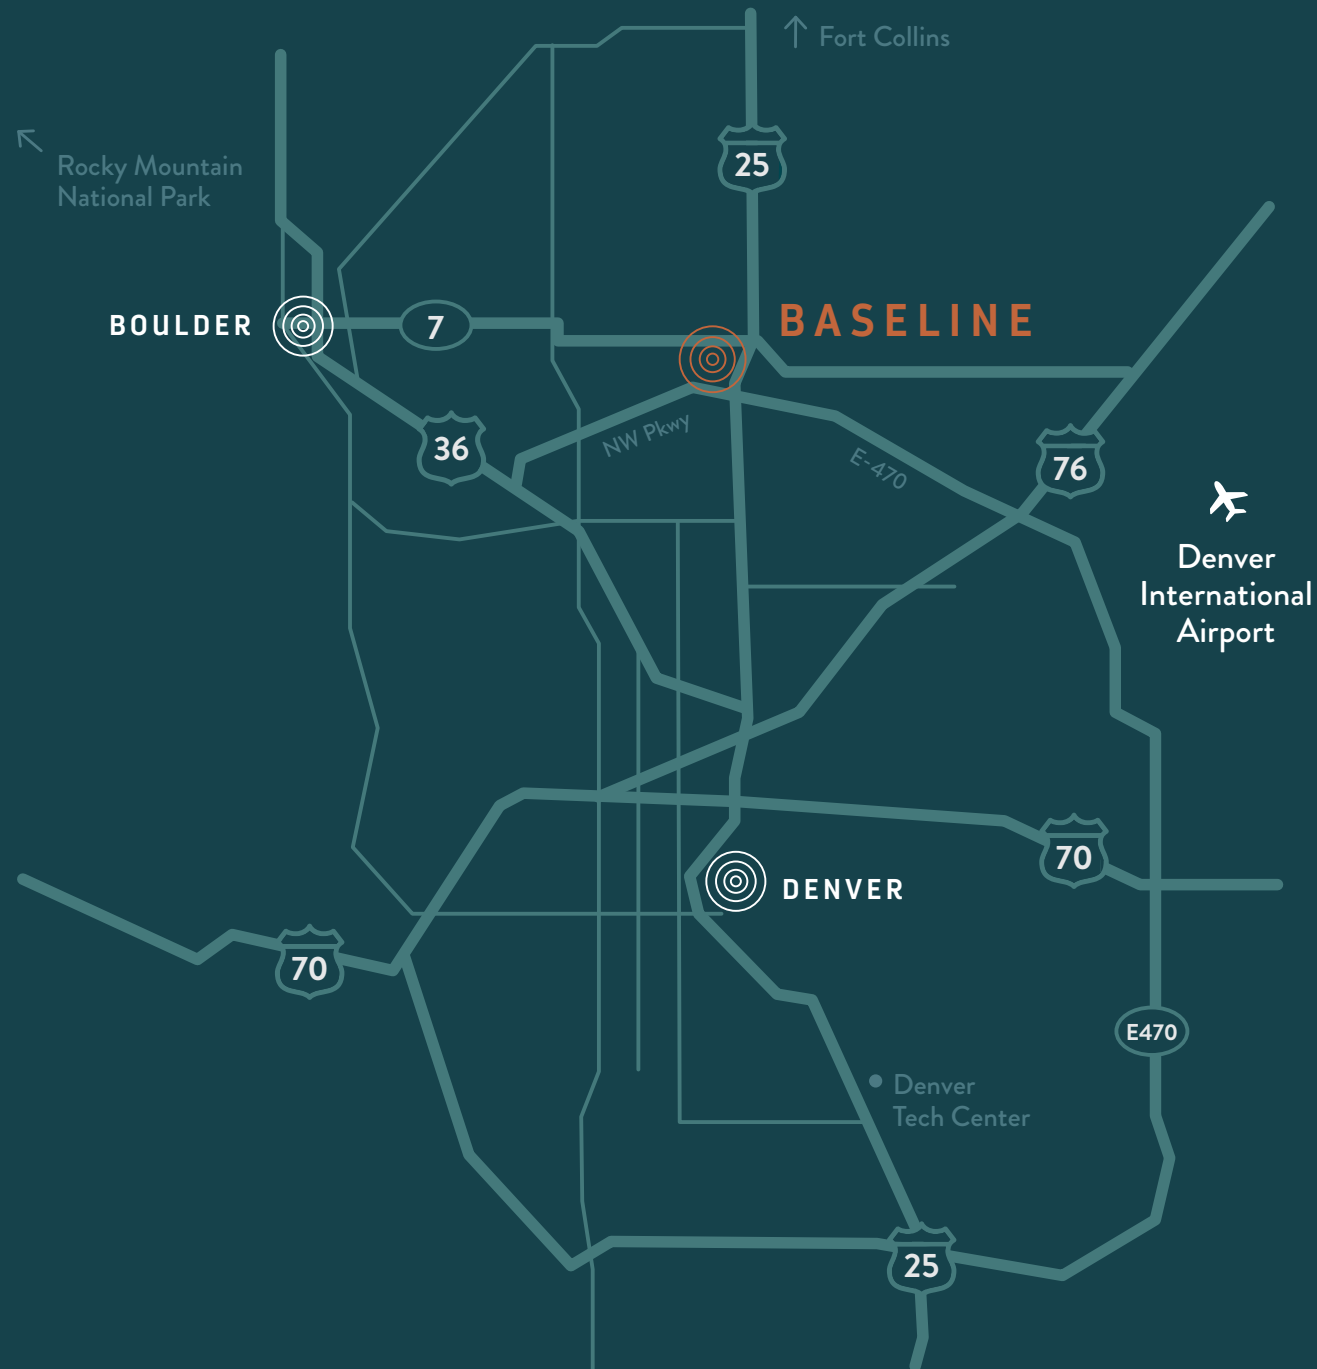 Fort Collins
Rocky Mountain
National Park
25
BOULDER
7
BASELINE
NW Pkwy
36
E-470
76
Denver
International
Airport
70
DENVER
70
E470
Denver
Tech Center
25